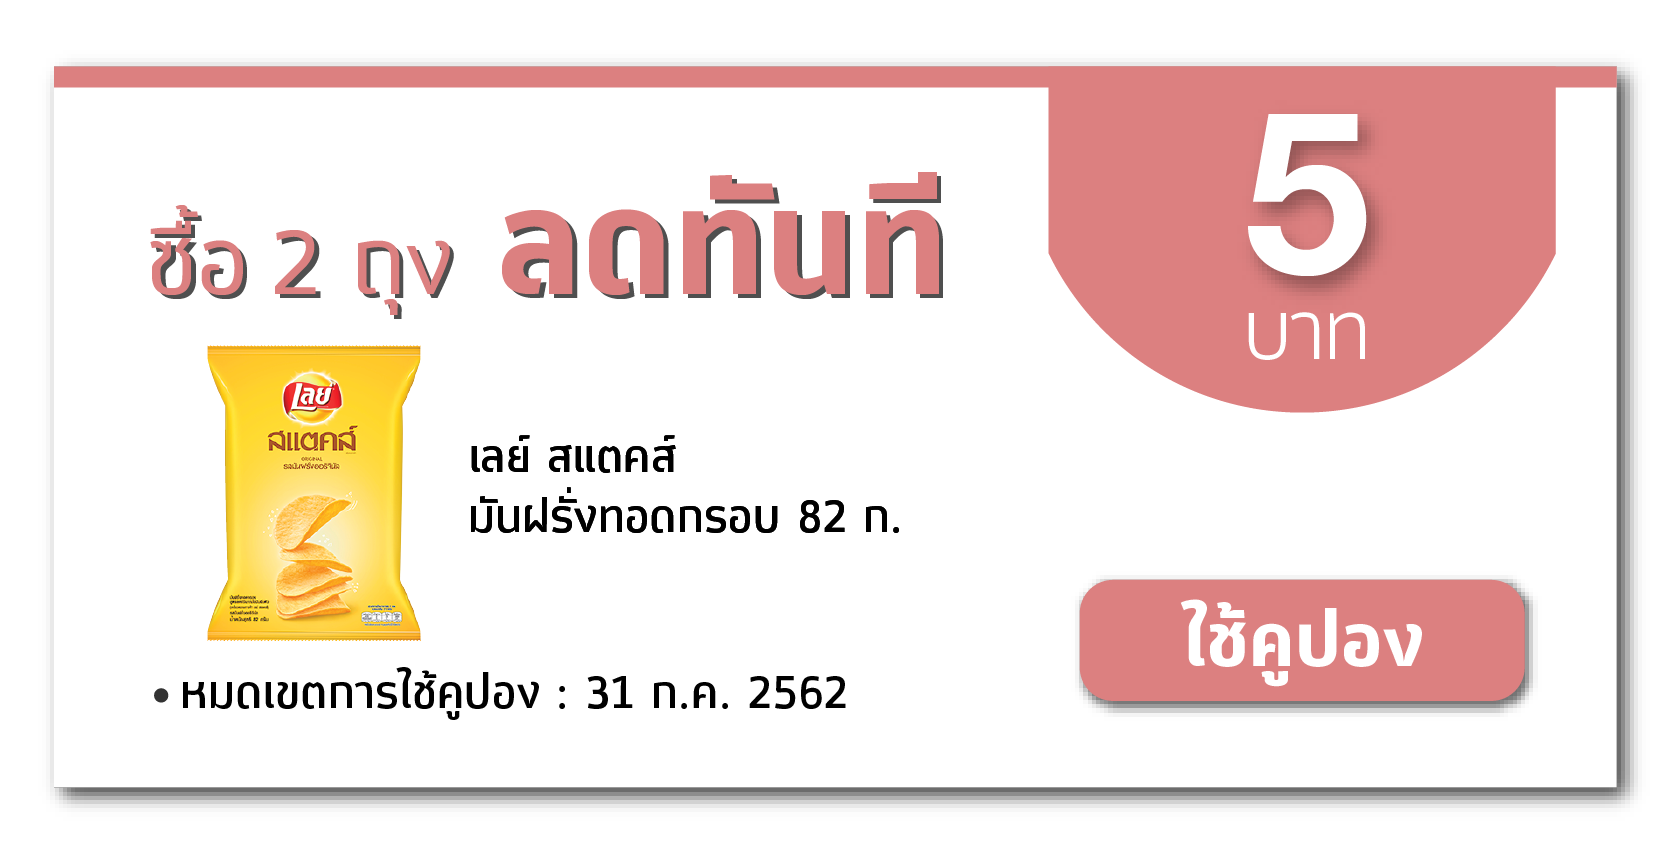 ซื้อ 2 ถุง ลดทันที
5
บาท
เลย์
สแตคส์
ORIGINAL
รสมันฝรั่งออริจินัล
เลย์ สแตคส์
มันฝรั่งทอดกรอบ 82 ก.
ใช้คูปอง
• หมดเขตการใช้คูปอง : 31 ก.ค. 2562